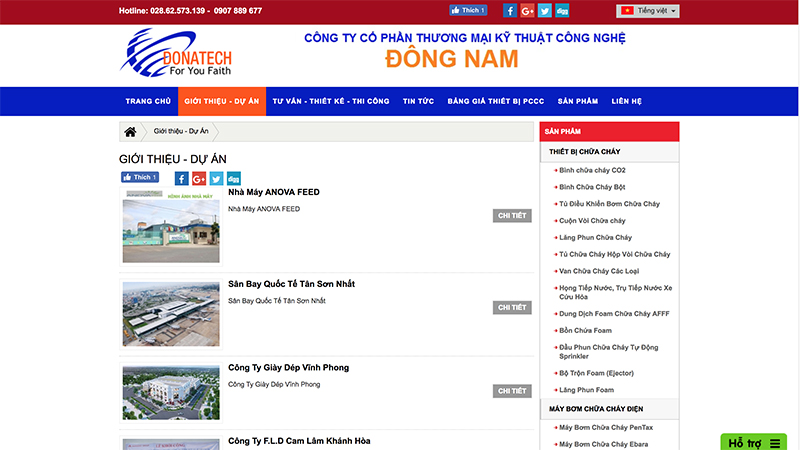 Hotline: 028.62.573.139 - 0907 889 677
Thích 1
Tiếng việt
DONATECH
For You Faith
CÔNG TY CỔ PHẦN THƯƠNG MẠI KỸ THUẬT CÔNG NGHỆ
ĐÔNG NAM
TRANG CHỦ
GIỚI THIỆU - DỰ ÁN
TƯ VẤN - THIẾT KẾ - THI CÔNG
TIN TỨC
BẢNG GIÁ THIẾT BỊ PCCC
SẢN PHẨM
LIÊN HỆ
Giới thiệu - Dự Án
GIỚI THIỆU - DỰ ÁN
Thích 1
Nhà Máy ANOVA FEED
Nhà Máy ANOVA FEED
CHI TIẾT
Sân Bay Quốc Tế Tân Sơn Nhất
Sân Bay Quốc Tế Tân Sơn Nhất
CHI TIẾT
Công Ty Giày Dép Vĩnh Phong
Công Ty Giày Dép Vĩnh Phong
CHI TIẾT
Công Ty F.L.D Cam Lâm Khánh Hòa
SẢN PHẨM
THIẾT BỊ CHỮA CHÁY
Bình chữa cháy CO2
Bình Chữa Cháy Bột
Tủ Điều Khiển Bơm Chữa Cháy
Cuộn Vòi Chữa cháy
Lăng Phun Chữa Cháy
Tủ Chữa Cháy Hộp Vòi Chữa Cháy
Van Chữa Cháy Các Loại
Họng Tiếp Nước, Trụ Tiếp Nước Xe
Cứu Hỏa
Dung Dịch Foam Chữa Cháy AFFF
Bồn Chứa Foam
Đầu Phun Chữa Cháy Tự Động
Sprinkler
Bộ Trộn Foam (Ejector)
Lăng Phun Foam
MÁY BƠM CHỮA CHÁY ĐIỆN
Máy Bơm Chữa Cháy PenTax
Máy Bơm Chữa Cháy Ebara
Hỗ trợ